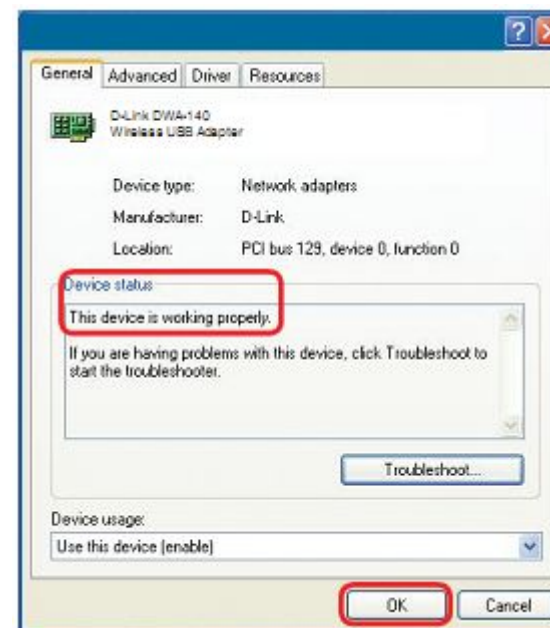 General Advanced Driver Resources
D-Link DWA-140
Wireless USB Adapter
Device type: Network adapters
Manufacturer: D-Link
Location: PCI bus 129, device 0, function 0
Device status
This device is working properly.
If you are having problems with this device, click Troubleshoot to
start the troubleshooter.
Troubleshoot...
Device usage:
Use this device (enable)
OK Cancel